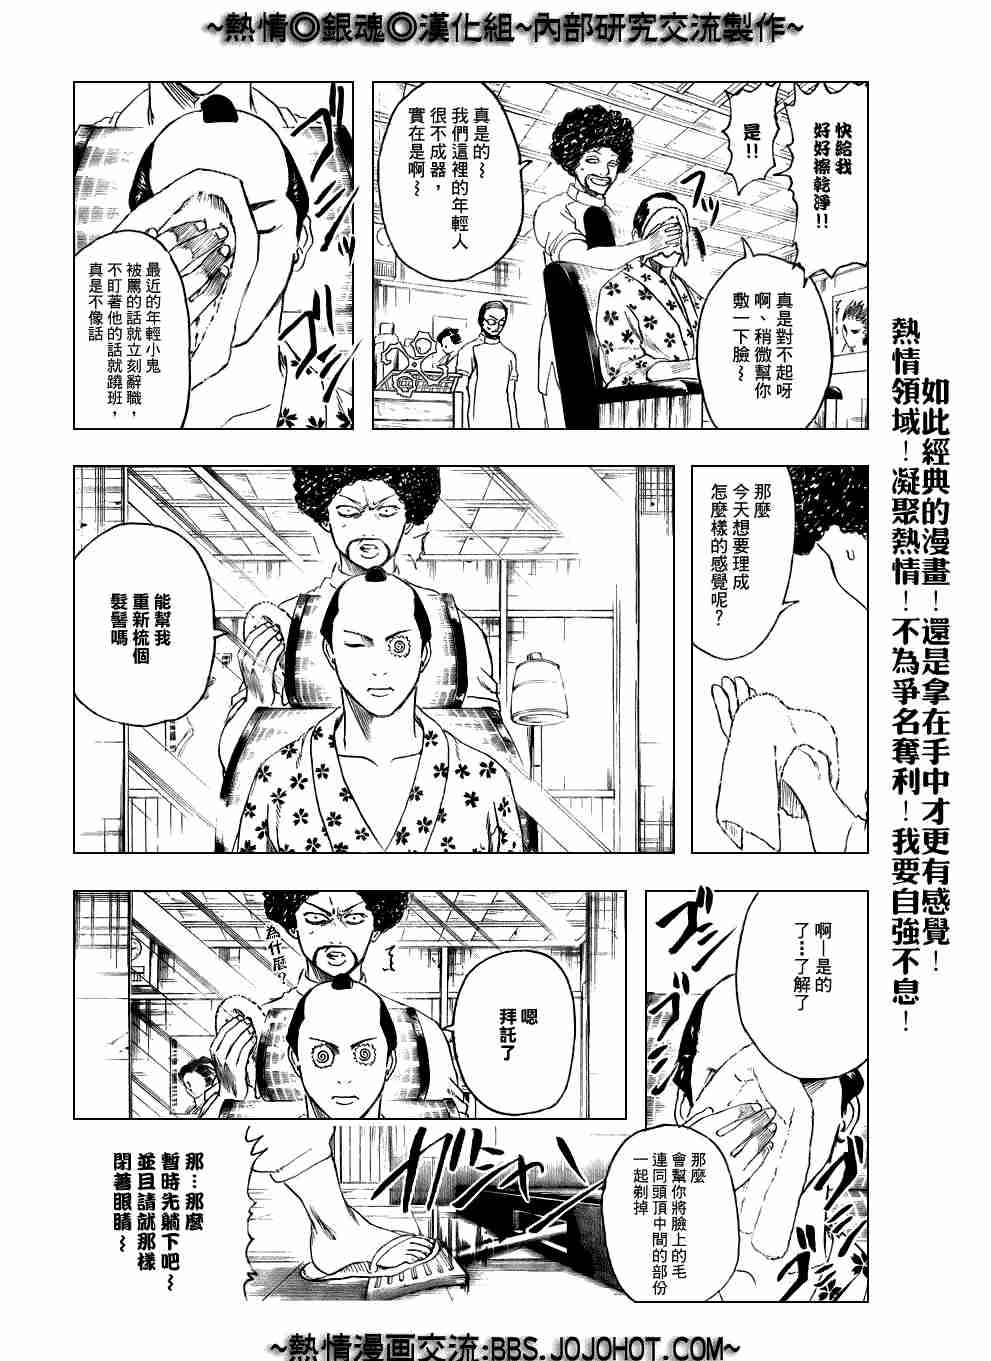 ~熱情◎銀魂◎漢化組~內部研究交流製作~
快給我
好好擦乾淨!!
是!!
真是對不起呀
啊、稍微幫你
敷一下臉~
真是的~
我們這裡的年輕人
很不成器，
實在是啊~
最近的年輕小鬼
被罵的話就立刻辭職，
不盯著他的話就蹺班，
真是不像話
那麼
今天想要理成
怎麼樣的感覺呢?
能幫我
重新梳個
髮髻嗎
啊─是的
了…了解了
那麼
會幫你將臉上的毛
連同頭頂中間的部份
一起剃掉
嗯
拜託了
為什麼?
那…那麼
暫時先躺下吧~
並且請就那樣
閉著眼睛~
如此經典的漫畫！還是拿在手中才更有感覺！
熱情領域！凝聚熱情！不為爭名奪利！我要自強不息！
~熱情漫画交流:BBS.JOJOHOT.COM~